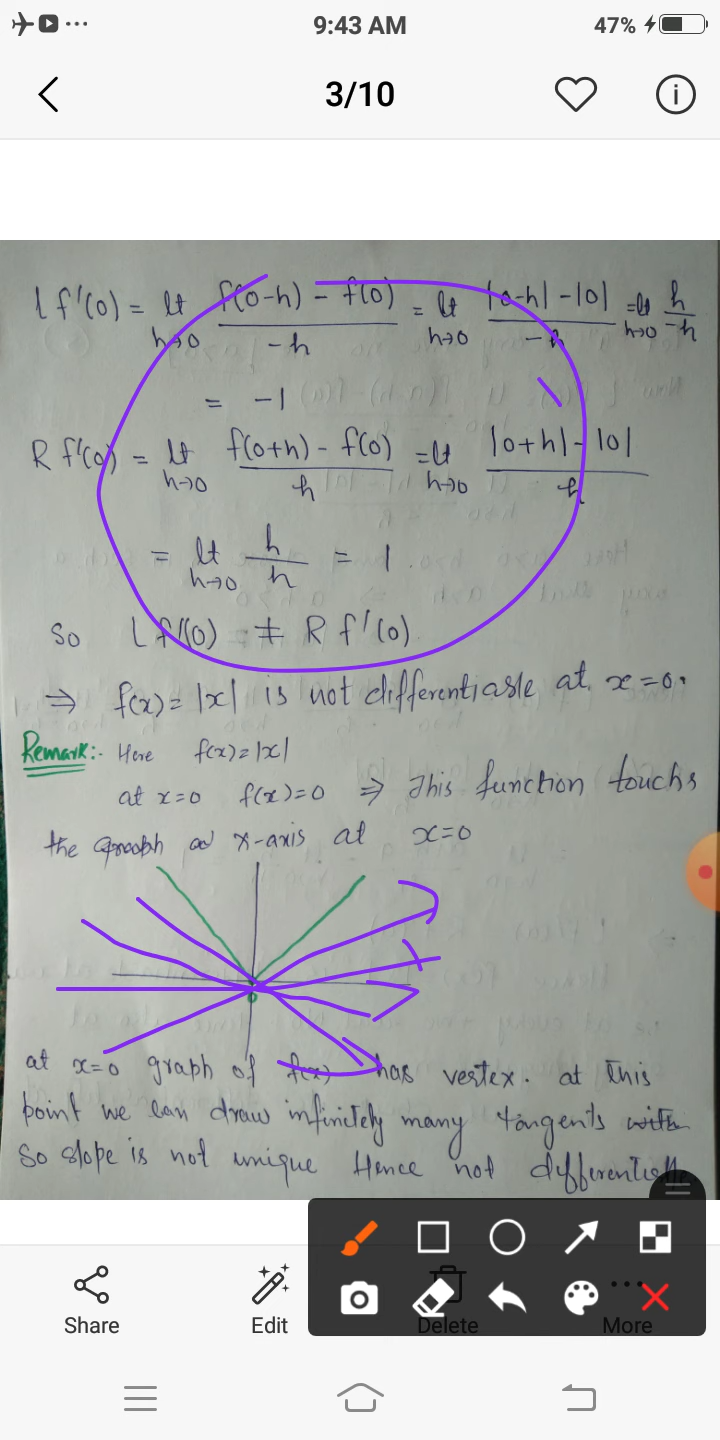 9:43 AM
47%
3/10
Lf'(0) = lt h→0 f(0-h) - f(0) / -h = lt h→0 |0-h| - |0| / -h = lt h→0 h / -h
= -1
R f'(0) = lt h→0 f(0+h) - f(0) / h = lt h→0 |0+h| - |0| / h
= lt h→0 h / h = 1
So Lf'(0) ≠ R f'(0)
⇒ f(x) = |x| is not differentiable at x=0.
Remark:- Here f(x)=|x|
at x=0 f(x)=0 ⇒ This function touchs
the x-axis at x=0
0
at x=0 graph of f(x) has vertex. at this
point we can draw infinitely many tangents
So slope is not unique Hence not
Share
Edit
Delete
More